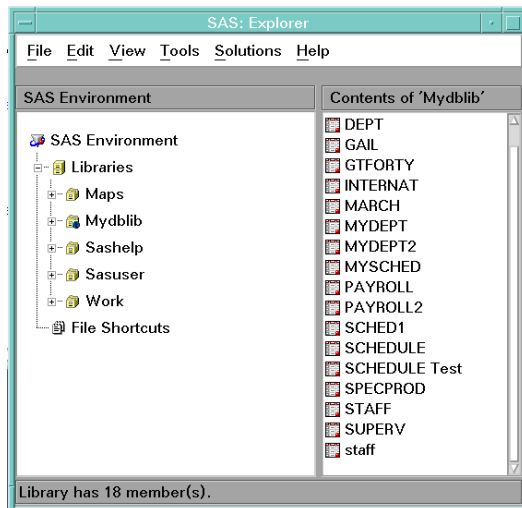 SAS: Explorer
File Edit View Tools Solutions Help
SAS Environment
Contents of 'Mydblib'
SAS Environment
Libraries
Maps
Mydblib
Sashelp
Sasuser
Work
File Shortcuts
DEPT
GAIL
GTFORTY
INTERNAT
MARCH
MYDEPT
MYDEPT2
MYSCHED
PAYROLL
PAYROLL2
SCHED1
SCHEDULE
SCHEDULE Test
SPECPROD
STAFF
SUPERV
staff
Library has 18 member(s).